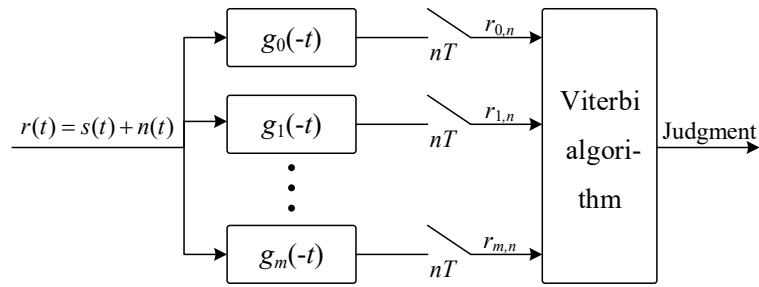 r(t) = s(t) + n(t)
g₀(-t)
nT
r₀,ₙ
g₁(-t)
nT
r₁,ₙ
gₘ(-t)
nT
rₘ,ₙ
Viterbi
algori-
thm
Judgment